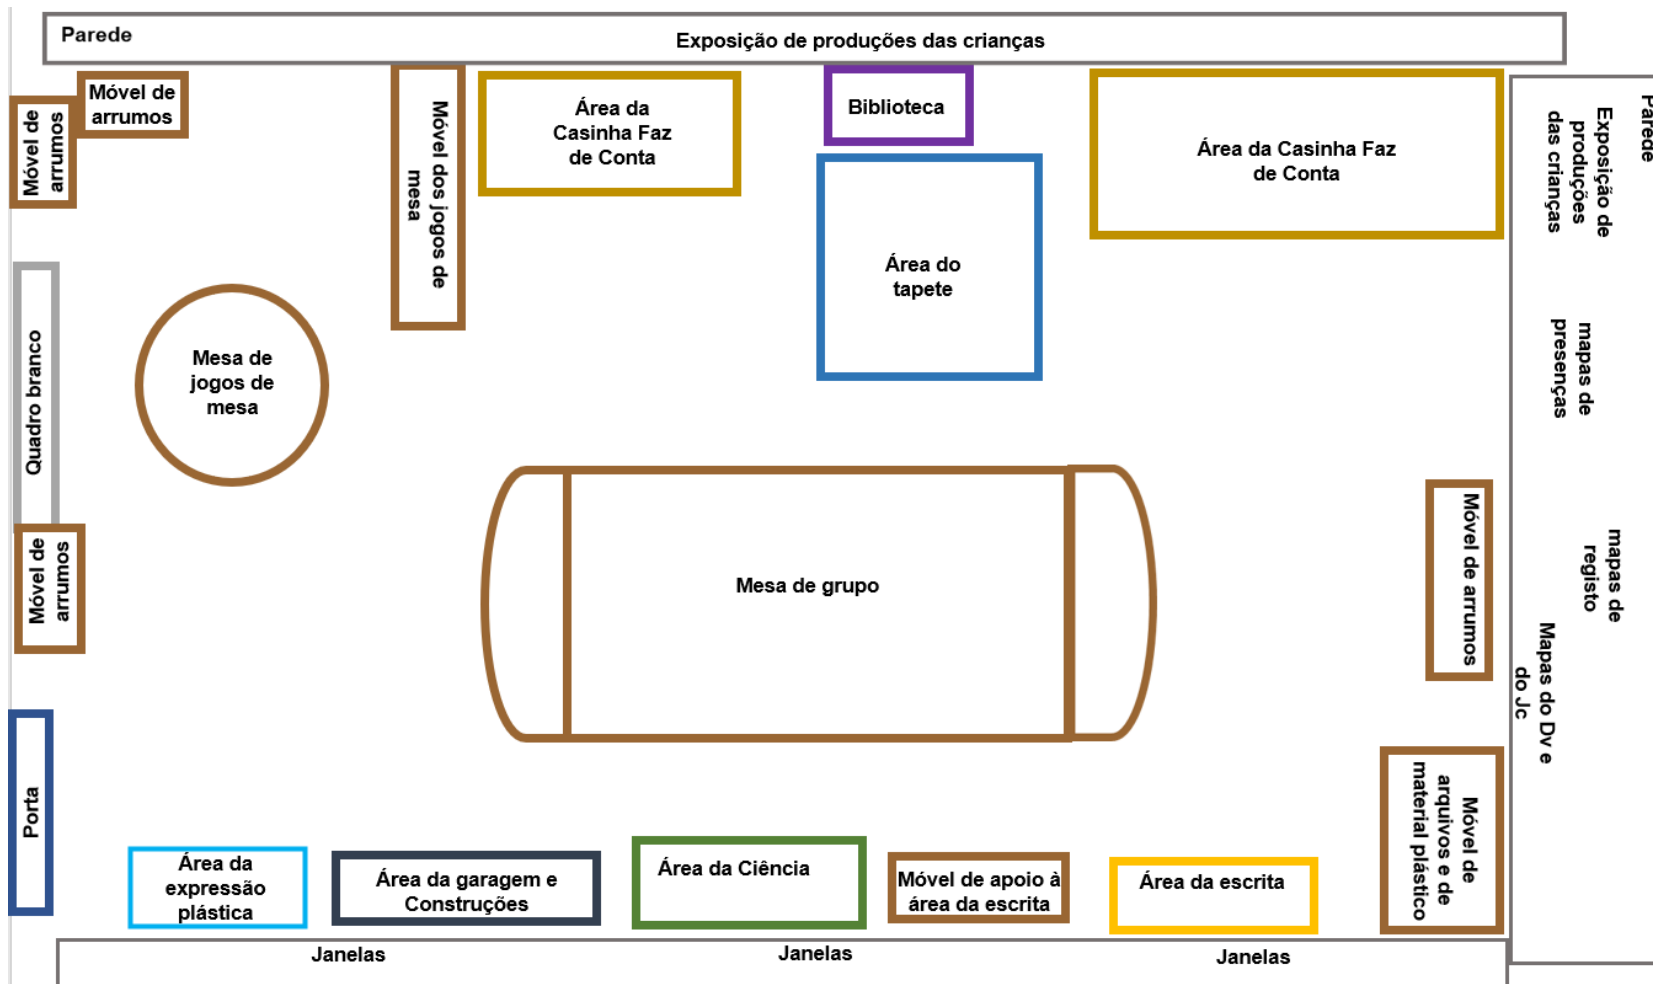 Parede
Exposição de produções das crianças
Móvel de
arrumos
Móvel de
arrumos
Móvel dos jogos de
mesa
Área da
Casinha Faz
de Conta
Biblioteca
Área da Casinha Faz
de Conta
Parede
Exposição de
produções
das crianças
Área do
tapete
Quadro branco
Mesa de
jogos de
mesa
mapas de
presenças
Móvel de
arrumos
Mesa de grupo
Móvel de arrumos
mapas de
registo
Mapas do Dv e
do Jc
Porta
Área da
expressão
plástica
Área da garagem e
Construções
Área da Ciência
Móvel de apoio à
área da escrita
Área da escrita
Móvel de
arquivos e de
material plástico
Janelas
Janelas
Janelas